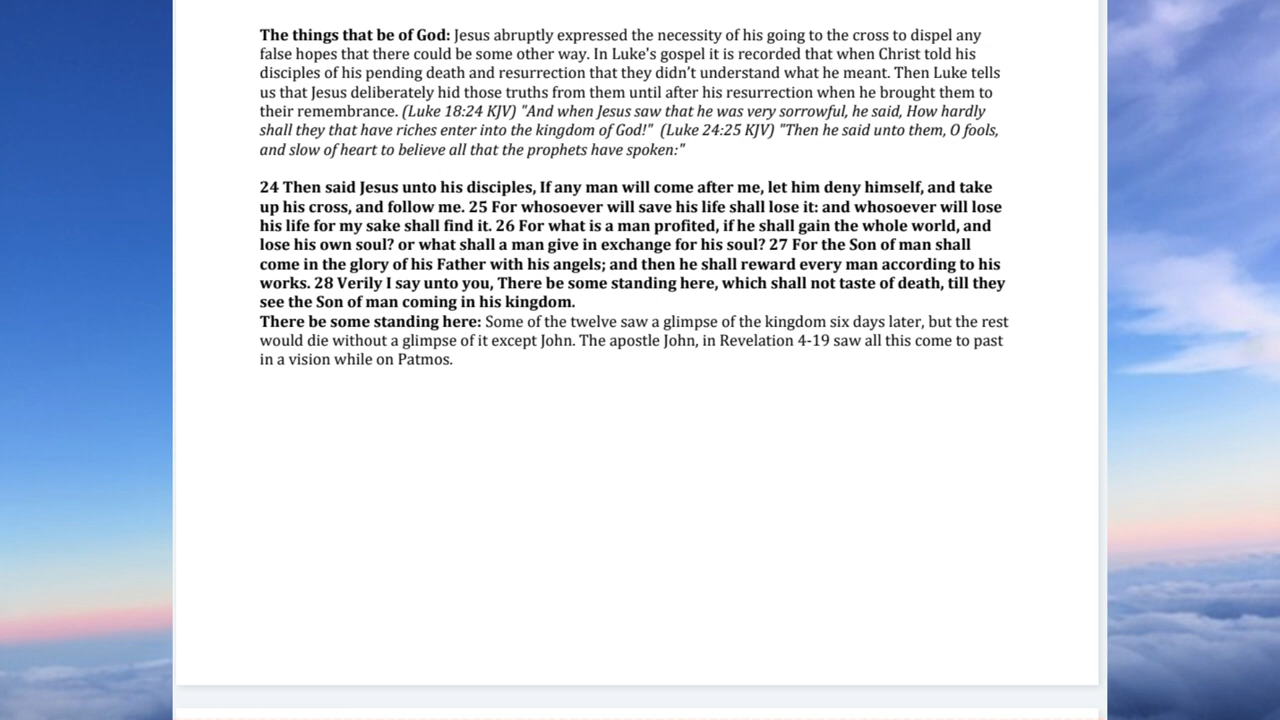 The things that be of God: Jesus abruptly expressed the necessity of his going to the cross to dispel any
false hopes that there could be some other way. In Luke's gospel it is recorded that when Christ told his
disciples of his pending death and resurrection that they didn't understand what he meant. Then Luke tells
us that Jesus deliberately hid those truths from them until after his resurrection when he brought them to
their remembrance. (Luke 18:24 KJV) "And when Jesus saw that he was very sorrowful, he said, How hardly
shall they that have riches enter into the kingdom of God!" (Luke 24:25 KJV) "Then he said unto them, O fools,
and slow of heart to believe all that the prophets have spoken:"
24 Then said Jesus unto his disciples, If any man will come after me, let him deny himself, and take
up his cross, and follow me. 25 For whosoever will save his life shall lose it: and whosoever will lose
his life for my sake shall find it. 26 For what is a man profited, if he shall gain the whole world, and
lose his own soul? or what shall a man give in exchange for his soul? 27 For the Son of man shall
come in the glory of his Father with his angels; and then he shall reward every man according to his
works. 28 Verily I say unto you, There be some standing here, which shall not taste of death, till they
see the Son of man coming in his kingdom.
There be some standing here: Some of the twelve saw a glimpse of the kingdom six days later, but the rest
would die without a glimpse of it except John. The apostle John, in Revelation 4-19 saw all this come to past
in a vision while on Patmos.